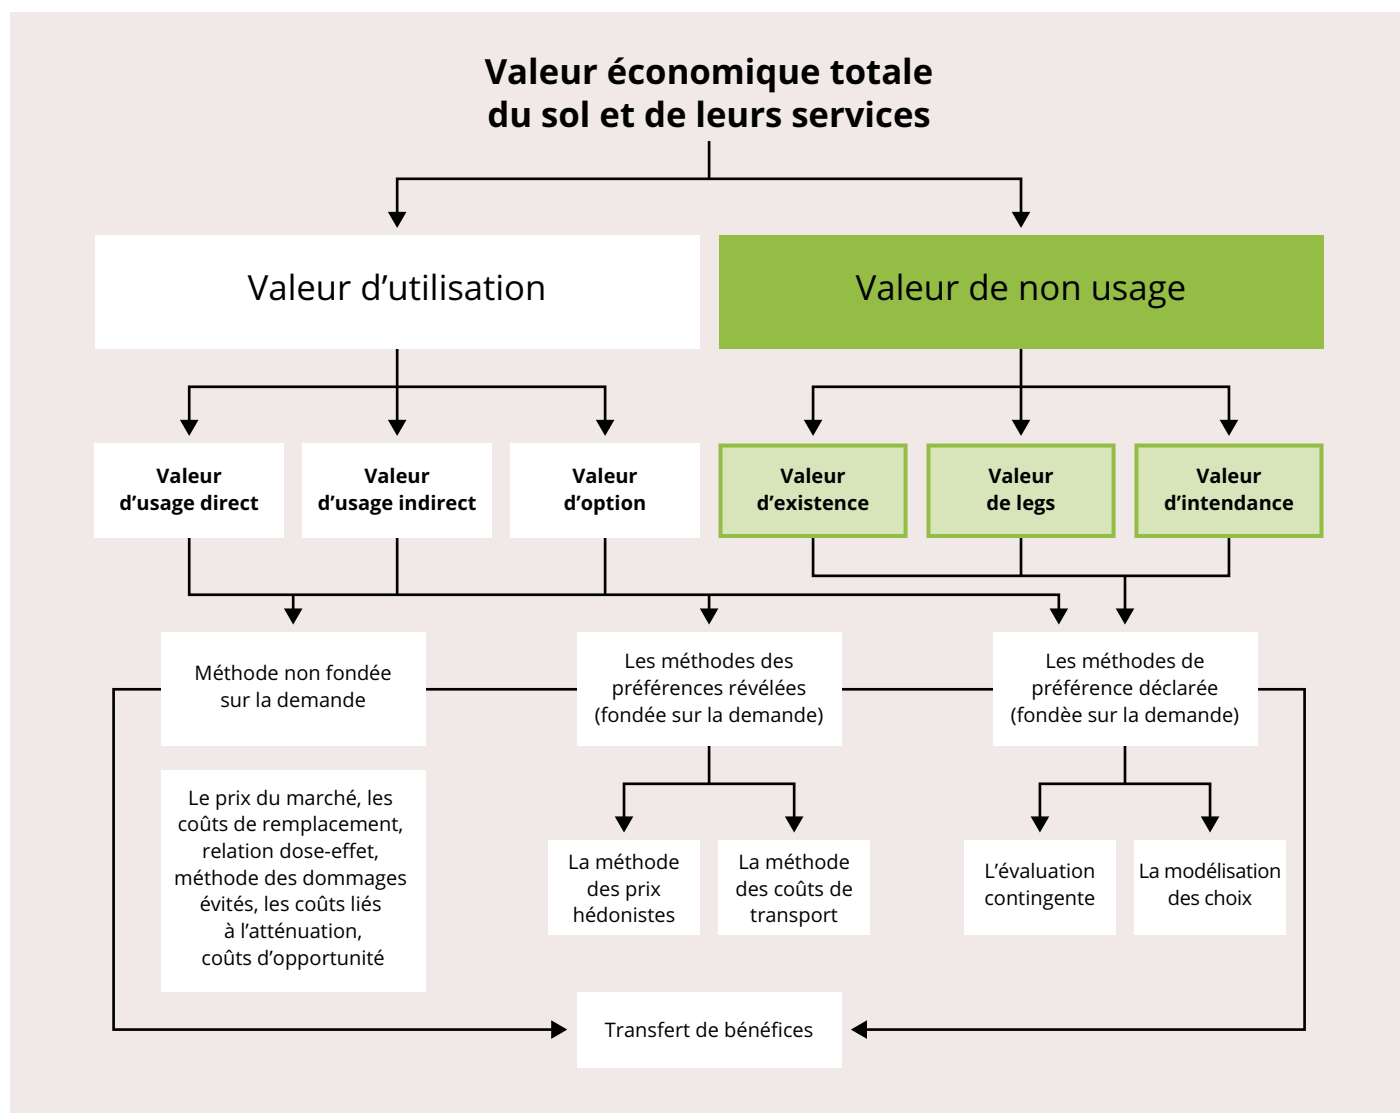 Valeur économique totale
du sol et de leurs services
Valeur d’utilisation
Valeur de non usage
Valeur
d’usage direct
Valeur
d’usage indirect
Valeur
d’option
Valeur
d’existence
Valeur
de legs
Valeur
d’intendance
Méthode non fondée
sur la demande
Les méthodes des
préférences révélées
(fondée sur la demande)
Les méthodes de
préférence déclarée
(fondèe sur la demande)
Le prix du marché, les
coûts de remplacement,
relation dose-effet,
méthode des dommages
évités, les coûts liés
à l’atténuation,
coûts d’opportunité
La méthode
des prix
hédonistes
La méthode
des coûts de
transport
L’évaluation
contingente
La modélisation
des choix
Transfert de bénéfices